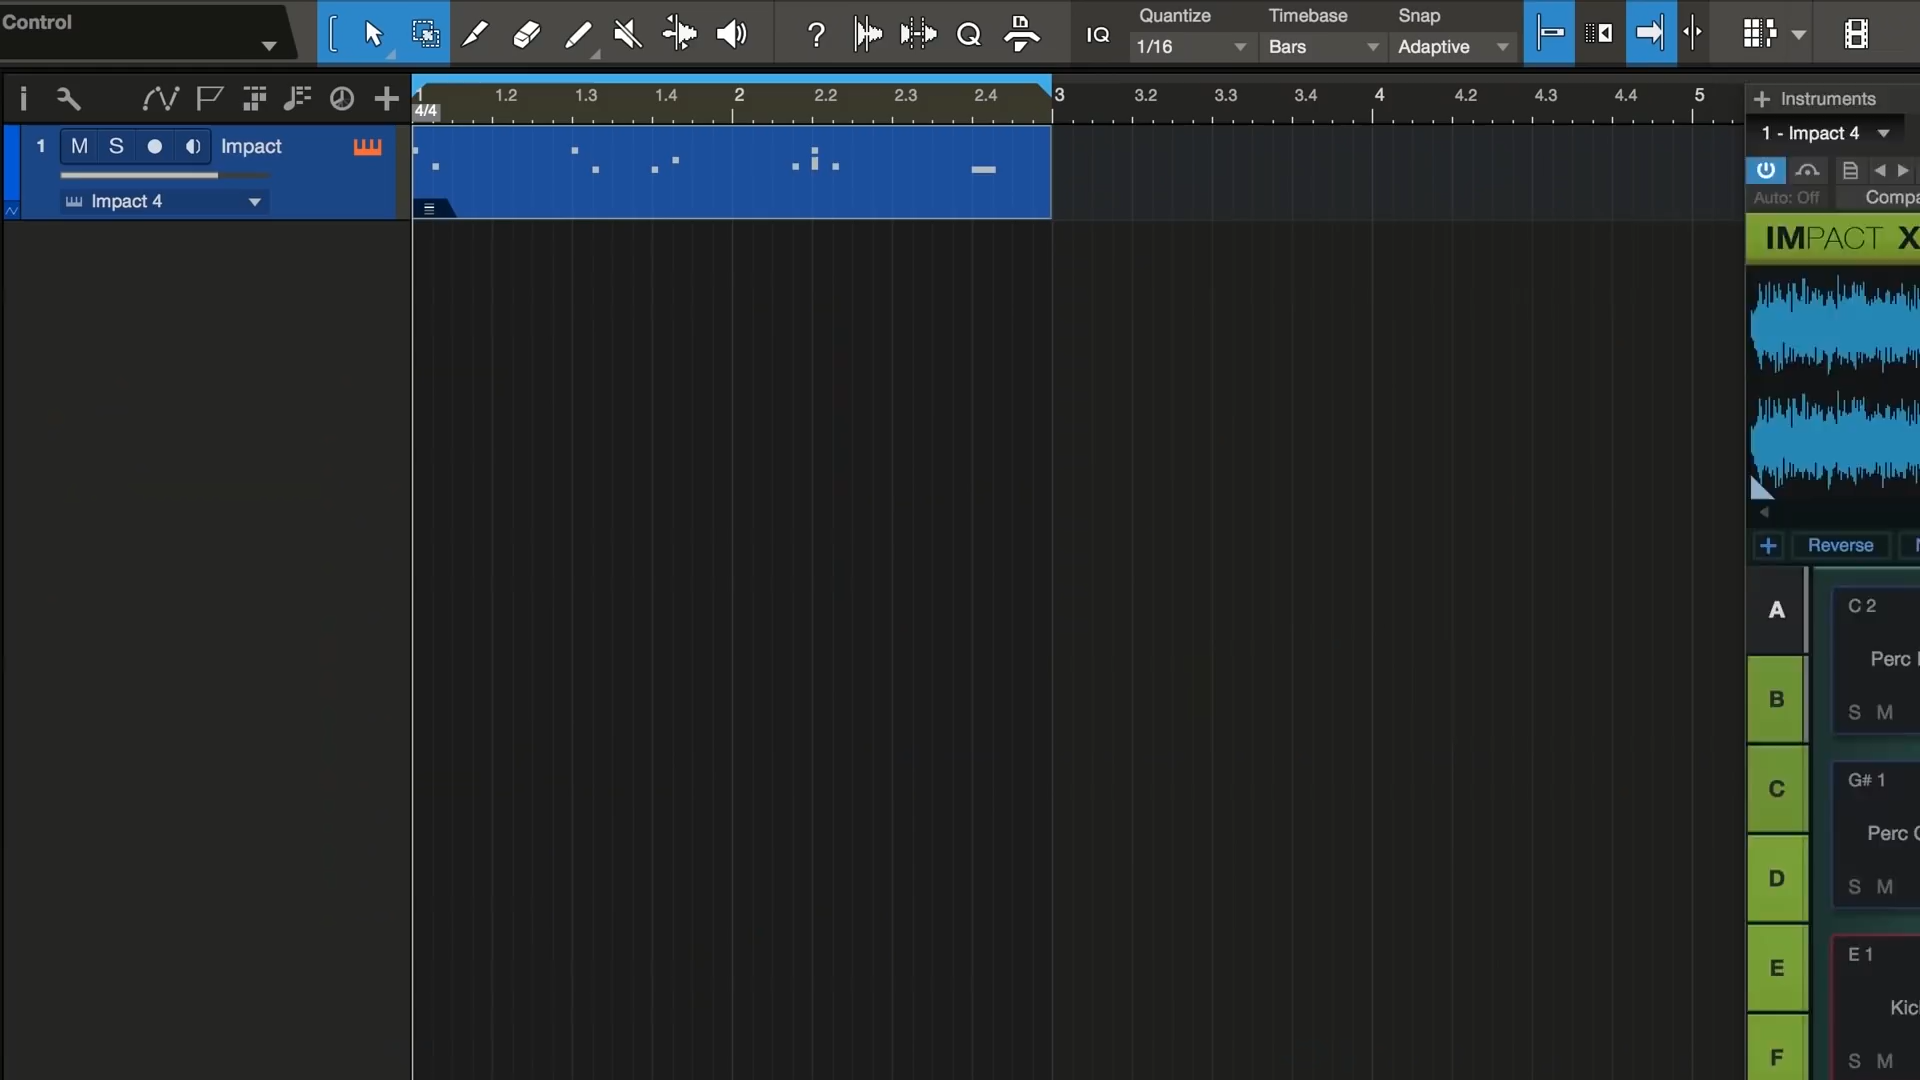 Control
IQ
Quantize
1/16
Timebase
Bars
Snap
Adaptive
1 1.2 1.3 1.4 2 2.2 2.3 2.4 3 3.2 3.3 3.4 4 4.2 4.3 4.4 5
4/4
Instruments
1 M S Impact
Impact 4
1 - Impact 4
Auto: Off
IMPACT X
Reverse
A
C 2
Perc
B
S M
G# 1
C
Perc
D
S M
E 1
E
F
S M